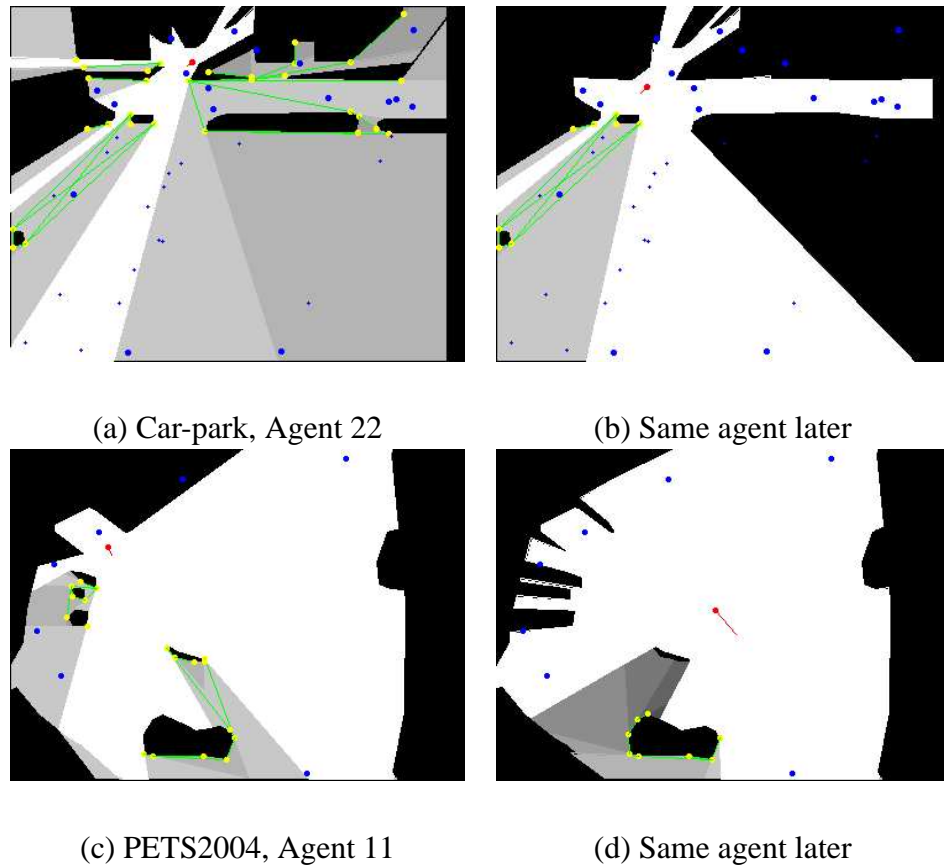 (a) Car-park, Agent 22
(b) Same agent later
(c) PETS2004, Agent 11
(d) Same agent later